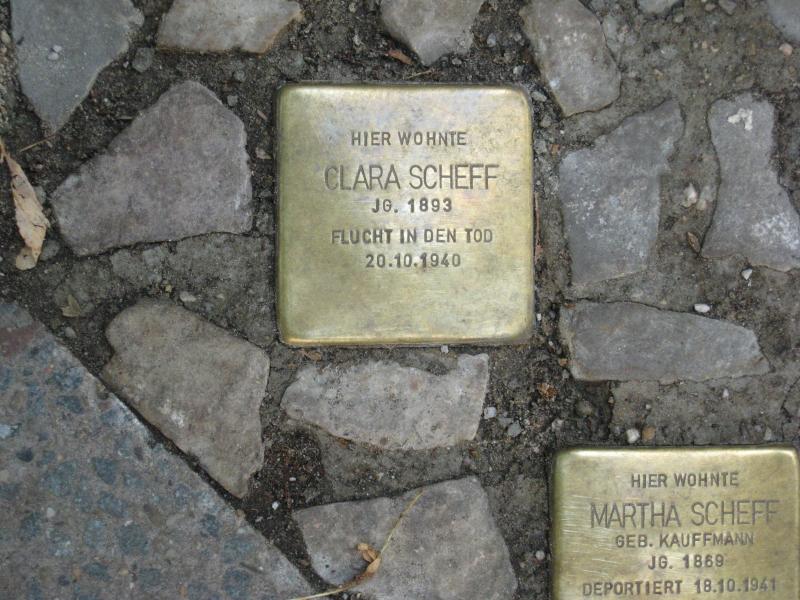 HIER WOHNTE
CLARA SCHEFF
JG. 1893
FLUCHT IN DEN TOD
20.10.1940
HIER WOHNTE
MARTHA SCHEFF
GEB. KAUFFMANN
JG. 1869
DEPORTIERT 18.10.1941